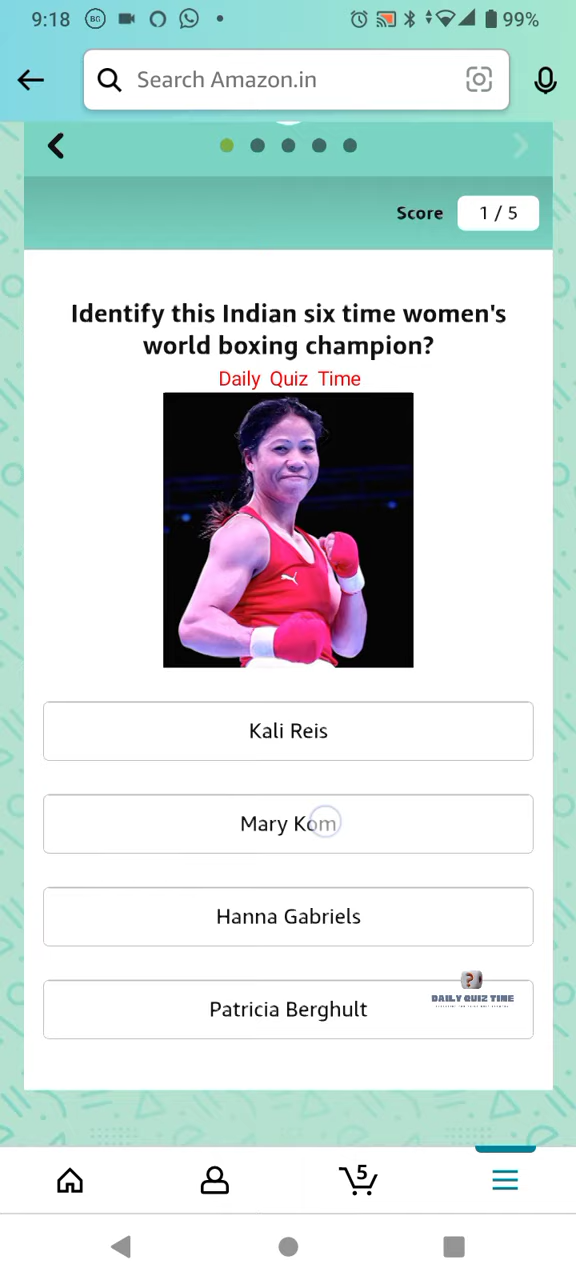 9:18
BG
99%
Search Amazon.in
Score
1 / 5
Identify this Indian six time women's
world boxing champion?
Daily Quiz Time
Kali Reis
Mary Kom
Hanna Gabriels
Patricia Berghult
?
DAILY QUIZ TIME
5